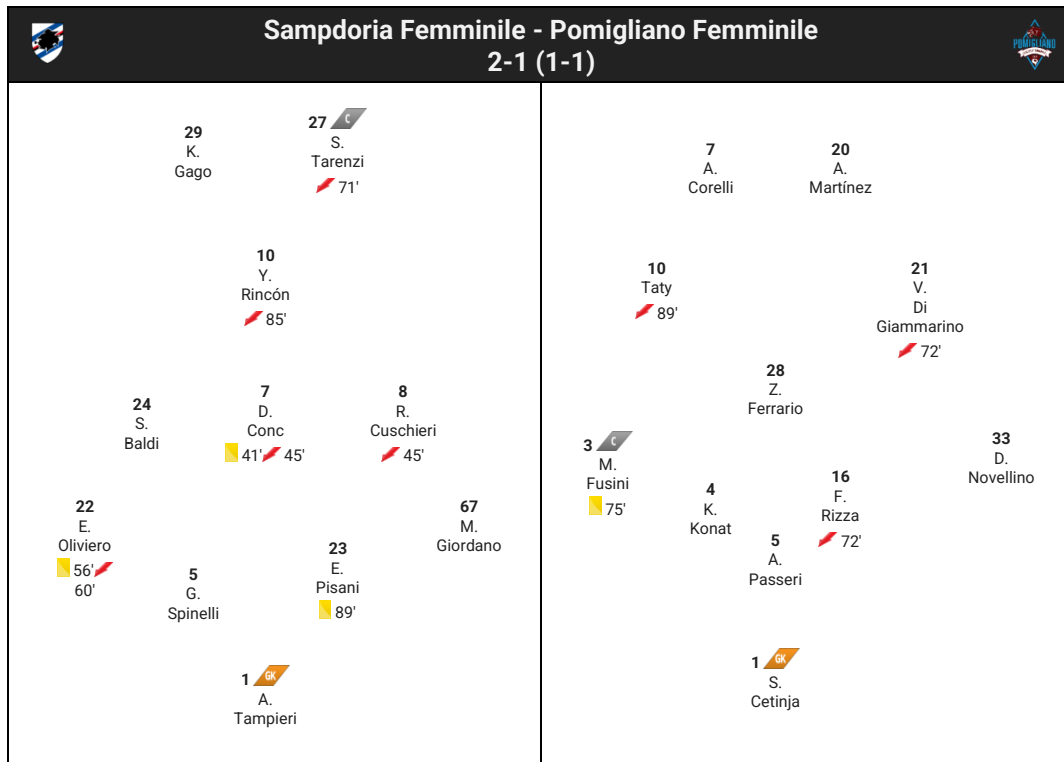 Sampdoria Femminile - Pomigliano Femminile
2-1 (1-1)
POMIGLIANO
29
K.
Gago
27 C
S.
Tarenzi
71'
10
Y.
Rincón
85'
24
S.
Baldi
7
D.
Conc
41' 45'
8
R.
Cuschieri
45'
22
E.
Oliviero
56'
60'
5
G.
Spinelli
23
E.
Pisani
89'
67
M.
Giordano
1 GK
A.
Tampieri
7
A.
Corelli
20
A.
Martínez
10
Taty
89'
21
V.
Di
Giammarino
72'
28
Z.
Ferrario
3 C
M.
Fusini
75'
4
K.
Konat
5
A.
Passeri
16
F.
Rizza
72'
33
D.
Novellino
1 GK
S.
Cetinja